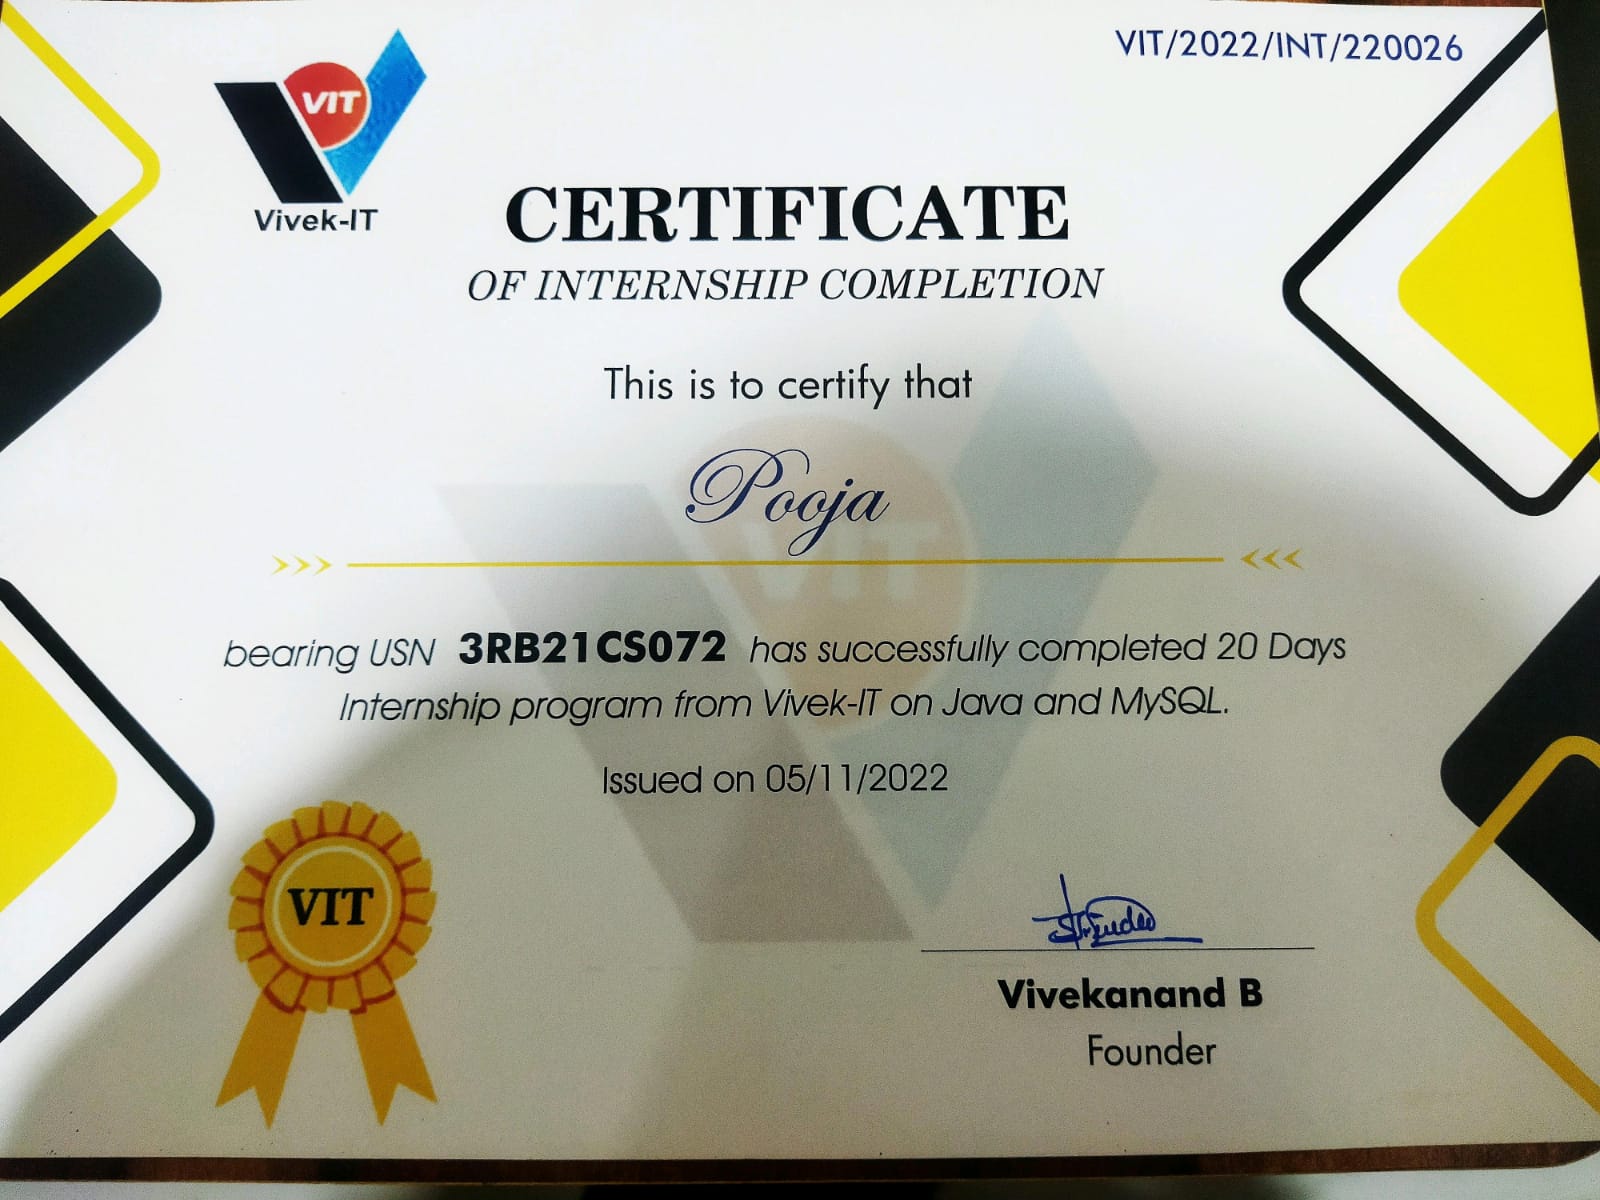 VIT/2022/INT/220026
VIT
Vivek-IT
CERTIFICATE
OF INTERNSHIP COMPLETION
This is to certify that
Pooja
VIT
bearing USN 3RB21CS072 has successfully completed 20 Days
Internship program from Vivek-IT on Java and MySQL.
Issued on 05/11/2022
VIT
Vivekanand B
Founder